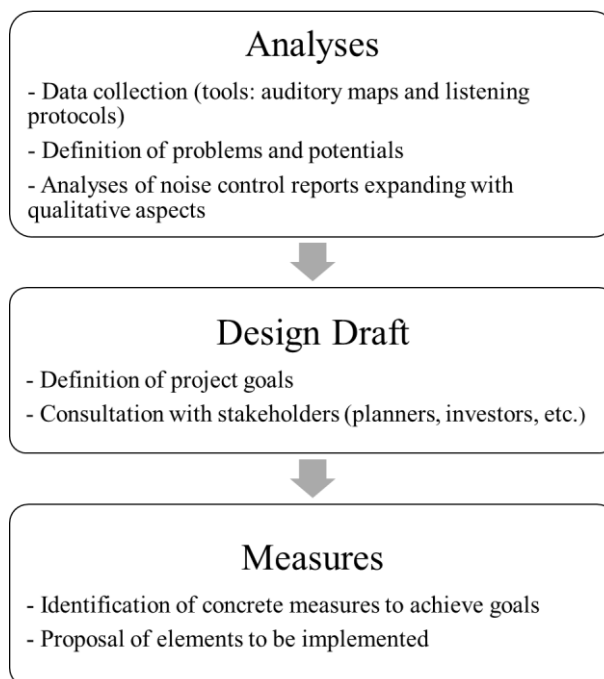 Analyses
- Data collection (tools: auditory maps and listening
protocols)
- Definition of problems and potentials
- Analyses of noise control reports expanding with
qualitative aspects
Design Draft
- Definition of project goals
- Consultation with stakeholders (planners, investors, etc.)
Measures
- Identification of concrete measures to achieve goals
- Proposal of elements to be implemented